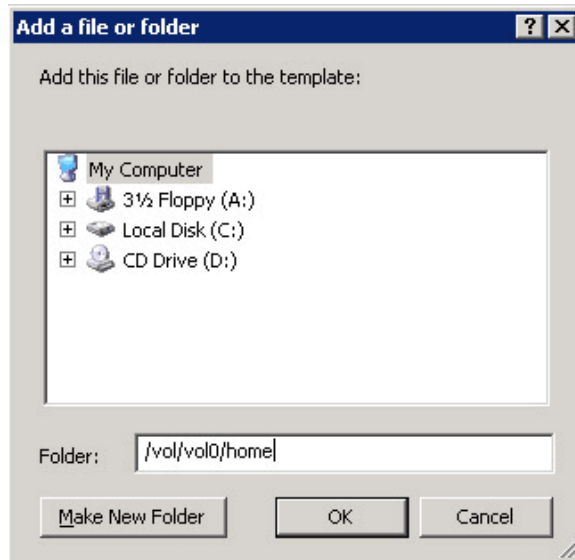 Add a file or folder
Add this file or folder to the template:
My Computer
3½ Floppy (A:)
Local Disk (C:)
CD Drive (D:)
Folder: /vol/vol0/home
Make New Folder OK Cancel